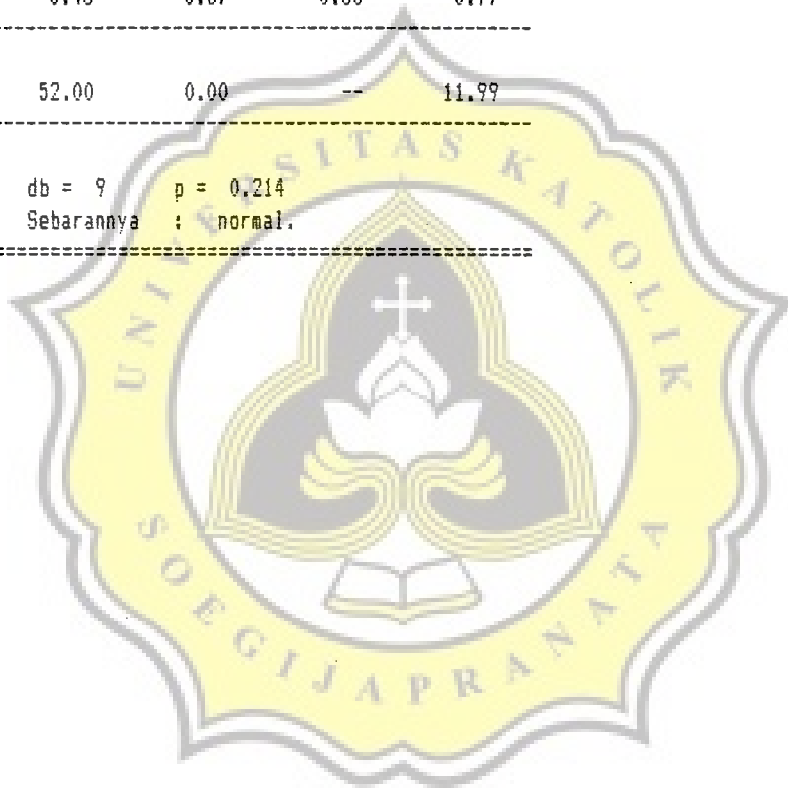 52.00 0.00 -- 11.99
db = 9 p = 0.214
Sebarannya : normal.
UNIVERSITAS KATOLIK
SOEGIJAPRANATA